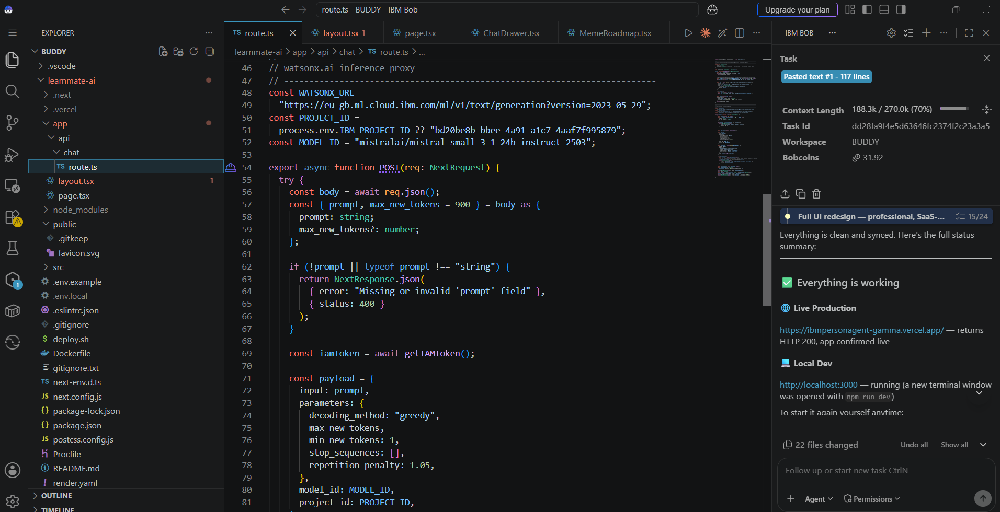 route.ts - BUDDY - IBM Bob
Upgrade your plan
EXPLORER
BUDDY
.vscode
learnmate-ai
.next
.vercel
app
api
chat
TS route.ts
layout.tsx 1
page.tsx
node_modules
public
.gitkeep
favicon.svg
src
.env.example
.env.local
.eslintrc.json
.gitignore
$ deploy.sh
Dockerfile
gitignore.txt
TS next-env.d.ts
JS next.config.js
{} package-lock.json
{} package.json
JS postcss.config.js
Procfile
README.md
! render.yaml
OUTLINE
TIMELINE
1
TS route.ts
layout.tsx 1
page.tsx
ChatDrawer.tsx
MemeRoadmap.tsx
learnmate-ai > app > api > chat > TS route.ts > ...
46 // watsonx.ai inference proxy
47 // --------------------------------------------------------------------------
48 const WATSONX_URL =
49 "https://eu-gb.ml.cloud.ibm.com/ml/v1/text/generation?version=2023-05-29";
50 const PROJECT_ID =
51 process.env.IBM_PROJECT_ID ?? "bd20be8b-bbee-4a91-a1c7-4aaf7f995879";
52 const MODEL_ID = "mistralai/mistral-small-3-1-24b-instruct-2503";
53
54 export async function POST(req: NextRequest) {
55 try {
56 const body = await req.json();
57 const { prompt, max_new_tokens = 900 } = body as {
58 prompt: string;
59 max_new_tokens?: number;
60 };
61
62 if (!prompt || typeof prompt !== "string") {
63 return NextResponse.json(
64 { error: "Missing or invalid 'prompt' field" },
65 { status: 400 }
66 );
67 }
68
69 const iamToken = await getIAMToken();
70
71 const payload = {
72 input: prompt,
73 parameters: {
74 decoding_method: "greedy",
75 max_new_tokens,
76 min_new_tokens: 1,
77 stop_sequences: [],
78 repetition_penalty: 1.05,
79 },
80 model_id: MODEL_ID,
81 project_id: PROJECT_ID,
IBM BOB
Task
Pasted text #1 - 117 lines
Context Length 188.3k / 270.0k (70%)
Task Id dd28fa9f4e5d63646fc2374f2c23a3a5
Workspace BUDDY
Bobcoins 31.92
Full UI redesign — professional, SaaS-... 15/24
Everything is clean and synced. Here's the full status
summary:
✅ Everything is working
🌐 Live Production
https://ibmpersonagent-gamma.vercel.app/ — returns
HTTP 200, app confirmed live
💻 Local Dev
http://localhost:3000 — running (a new terminal window
was opened with npm run dev)
To start it again yourself anytime:
22 files changed Undo all Show all
Follow up or start new task CtrlN
Agent Permissions